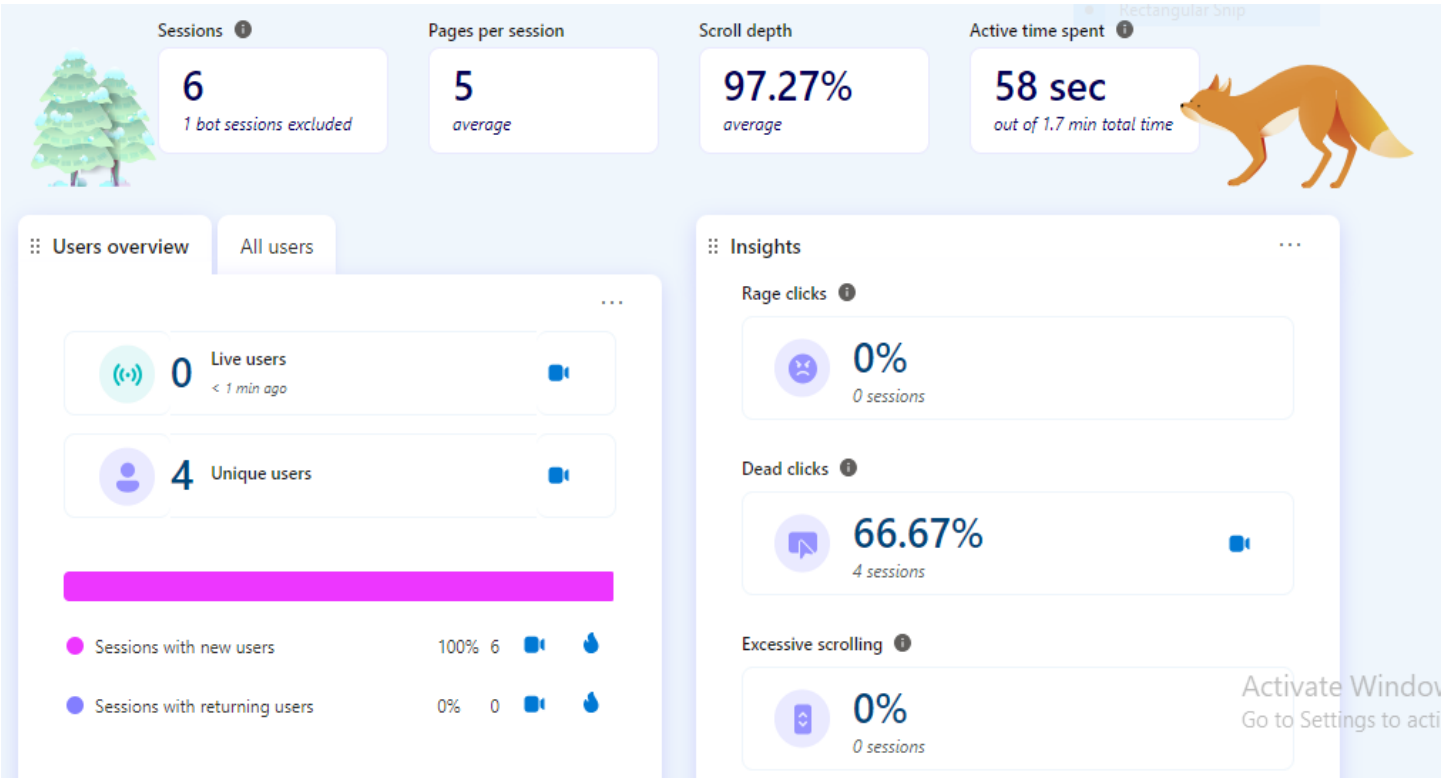 Rectangular Snip
Sessions
Pages per session
Scroll depth
Active time spent
6
5
97.27%
58 sec
1 bot sessions excluded
average
average
out of 1.7 min total time
Users overview
All users
0
Live users
< 1 min ago
4
Unique users
Sessions with new users 100% 6
Sessions with returning users 0% 0
Insights
Rage clicks
0%
0 sessions
Dead clicks
66.67%
4 sessions
Excessive scrolling
0%
0 sessions
Activate Window
Go to Settings to acti